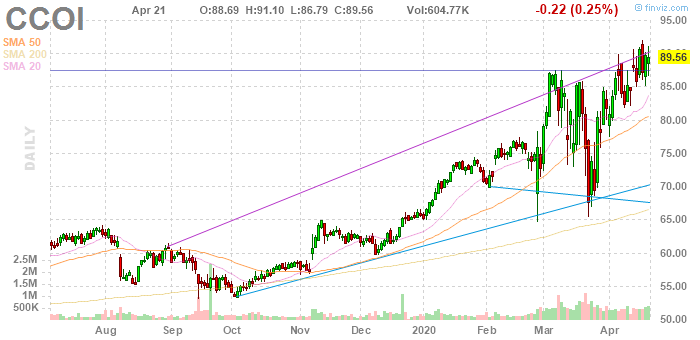 © finviz.com
CCOI Apr 21 O:88.69 H:91.10 L:86.79 C:89.56 Vol:604.77K -0.22 (0.25%)
SMA 50
SMA 200
SMA 20
DAILY
95.00
90.00
89.56
85.00
80.00
75.00
70.00
65.00
60.00
55.00
50.00
2.5M
2M
1.5M
1M
500K
Aug Sep Oct Nov Dec 2020 Feb Mar Apr